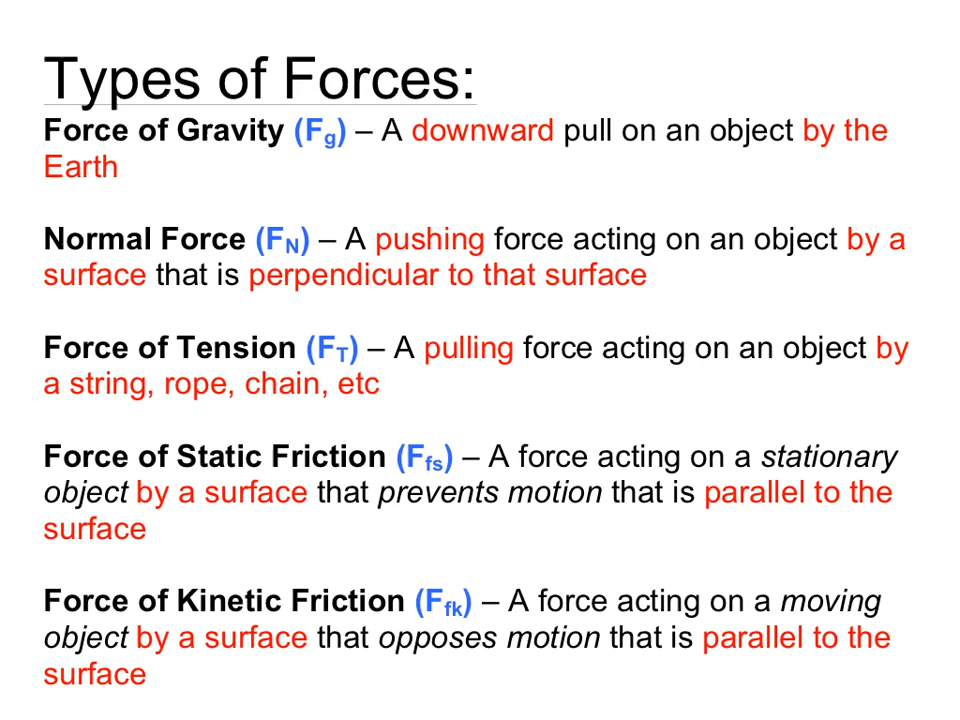 Types of Forces:
Force of Gravity (Fg) – A downward pull on an object by the
Earth
Normal Force (FN) – A pushing force acting on an object by a
surface that is perpendicular to that surface
Force of Tension (FT) – A pulling force acting on an object by
a string, rope, chain, etc
Force of Static Friction (Ffs) – A force acting on a stationary
object by a surface that prevents motion that is parallel to the
surface
Force of Kinetic Friction (Ffk) – A force acting on a moving
object by a surface that opposes motion that is parallel to the
surface